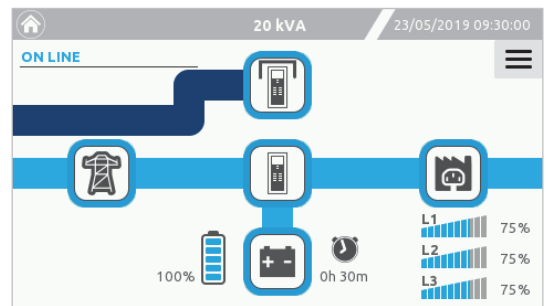 20 kVA
23/05/2019 09:30:00
ON LINE
L1 75%
L2 75%
100%
0h 30m
L3 75%